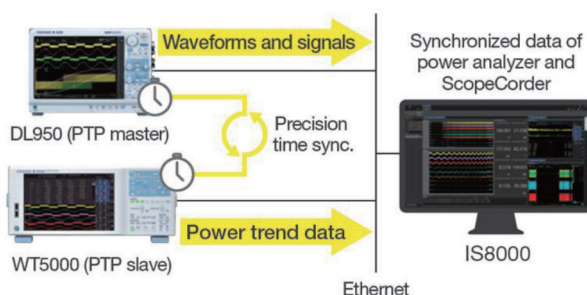 Waveforms and signals
DL950 (PTP master)
Precision
time sync.
Power trend data
WT5000 (PTP slave)
Ethernet
Synchronized data of
power analyzer and
ScopeCorder
IS8000